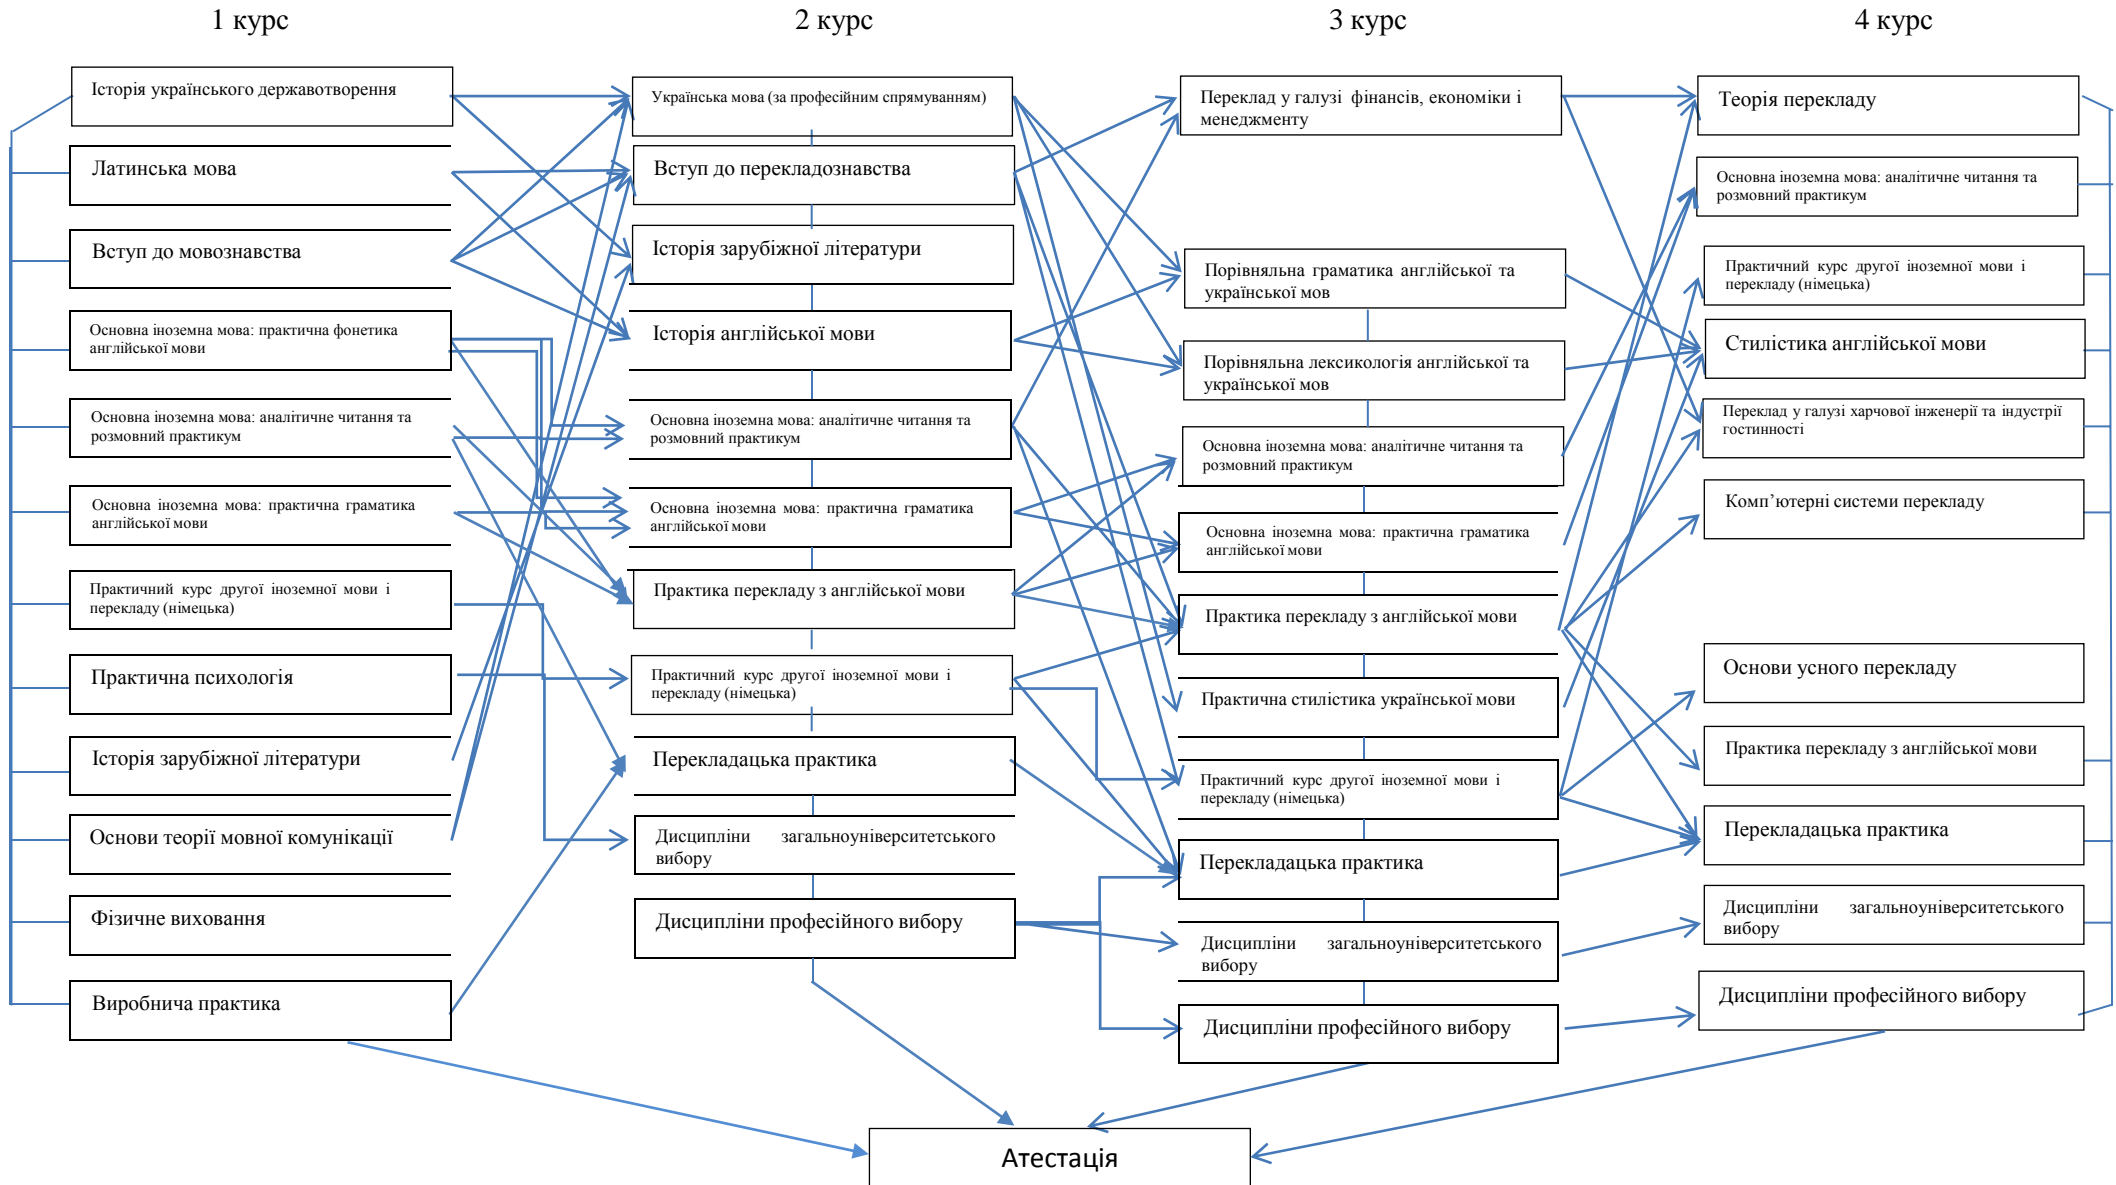 1 курс
2 курс
3 курс
4 курс
Історія українського державотворення
Латинська мова
Вступ до мовознавства
Основна іноземна мова: практична фонетика
англійської мови
Основна іноземна мова: аналітичне читання та
розмовний практикум
Основна іноземна мова: практична граматика
англійської мови
Практичний курс другої іноземної мови і
перекладу (німецька)
Практична психологія
Історія зарубіжної літератури
Основи теорії мовної комунікації
Фізичне виховання
Виробнича практика
Українська мова (за професійним спрямуванням)
Вступ до перекладознавства
Історія зарубіжної літератури
Історія англійської мови
Основна іноземна мова: аналітичне читання та
розмовний практикум
Основна іноземна мова: практична граматика
англійської мови
Практика перекладу з англійської мови
Практичний курс другої іноземної мови і
перекладу (німецька)
Перекладацька практика
Дисципліни загальноуніверситетського
вибору
Дисципліни професійного вибору
Переклад у галузі фінансів, економіки і
менеджменту
Порівняльна граматика англійської та
української мов
Порівняльна лексикологія англійської та
української мов
Основна іноземна мова: аналітичне читання та
розмовний практикум
Основна іноземна мова: практична граматика
англійської мови
Практика перекладу з англійської мови
Практична стилістика української мови
Практичний курс другої іноземної мови і
перекладу (німецька)
Перекладацька практика
Дисципліни загальноуніверситетського
вибору
Дисципліни професійного вибору
Теорія перекладу
Основна іноземна мова: аналітичне читання та
розмовний практикум
Практичний курс другої іноземної мови і
перекладу (німецька)
Стилістика англійської мови
Переклад у галузі харчової інженерії та індустрії
гостинності
Комп’ютерні системи перекладу
Основи усного перекладу
Практика перекладу з англійської мови
Перекладацька практика
Дисципліни загальноуніверситетського
вибору
Дисципліни професійного вибору
Атестація